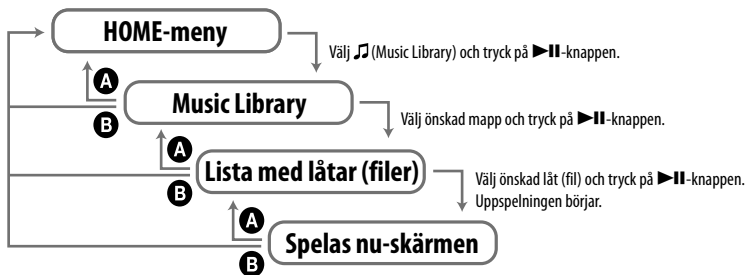 HOME-meny
Välj ♫ (Music Library) och tryck på ►II-knappen.
A
Music Library
B
Välj önskad mapp och tryck på ►II-knappen.
A
Lista med låtar (filer)
B
Välj önskad låt (fil) och tryck på ►II-knappen.
Uppspelningen börjar.
A
Spelas nu-skärmen
B